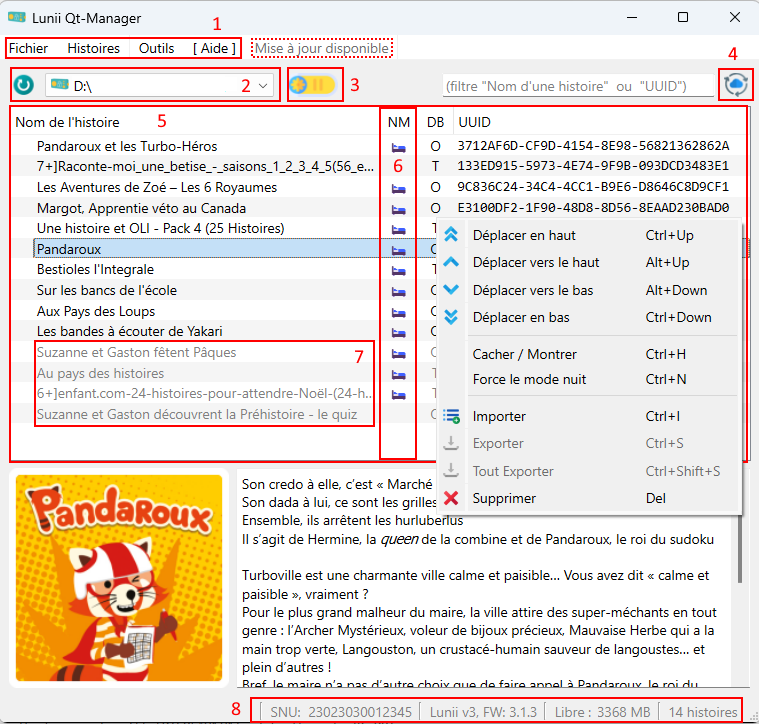 Lunii Qt-Manager
1
Fichier Histoires Outils [ Aide ] Mise à jour disponible
4
D:\ 2 3 (filtre "Nom d'une histoire" ou "UUID")
Nom de l'histoire 5 NM DB UUID
Pandaroux et les Turbo-Héros O 3712AF6D-CF9D-4154-8E98-56821362862A
7+]Raconte-moi_une_betise_-_saisons_1_2_3_4_5(56_e... 6 T 133ED915-5973-4E74-9F9B-093DCD3483E1
Les Aventures de Zoé – Les 6 Royaumes O 9C836C24-34C4-4CC1-B9E6-D8646C8D9CF1
Margot, Apprentie véto au Canada O E3100DF2-1F90-48D8-8D56-8EAAD230BAD0
Une histoire et OLI - Pack 4 (25 Histoires)
Pandaroux
Bestioles l'Integrale
Sur les bancs de l'école
Aux Pays des Loups
Les bandes à écouter de Yakari
Suzanne et Gaston fêtent Pâques 7
Au pays des histoires
6+]enfant.com-24-histoires-pour-attendre-Noël-(24-h...
Suzanne et Gaston découvrent la Préhistoire - le quiz
Déplacer en haut Ctrl+Up
Déplacer vers le haut Alt+Up
Déplacer vers le bas Alt+Down
Déplacer en bas Ctrl+Down
Cacher / Montrer Ctrl+H
Force le mode nuit Ctrl+N
Importer Ctrl+I
Exporter Ctrl+S
Tout Exporter Ctrl+Shift+S
Supprimer Del
PANDAROUX
Son credo à elle, c’est « Marché
Son dada à lui, ce sont les grilles
Ensemble, ils arrêtent les hurluberlus
Il s’agit de Hermine, la queen de la combine et de Pandaroux, le roi du sudoku
Turboville est une charmante ville calme et paisible… Vous avez dit « calme et
paisible », vraiment ?
Pour le plus grand malheur du maire, la ville attire des super-méchants en tout
genre : l’Archer Mystérieux, voleur de bijoux précieux, Mauvaise Herbe qui a la
main trop verte, Langouston, un crustacé-humain sauveur de langoustes… et
plein d’autres !
Bref, le maire n’a pas d’autre choix que de faire appel à Pandaroux, le roi du
8 SNU: 23023030012345 Lunii v3, FW: 3.1.3 Libre : 3368 MB 14 histoires